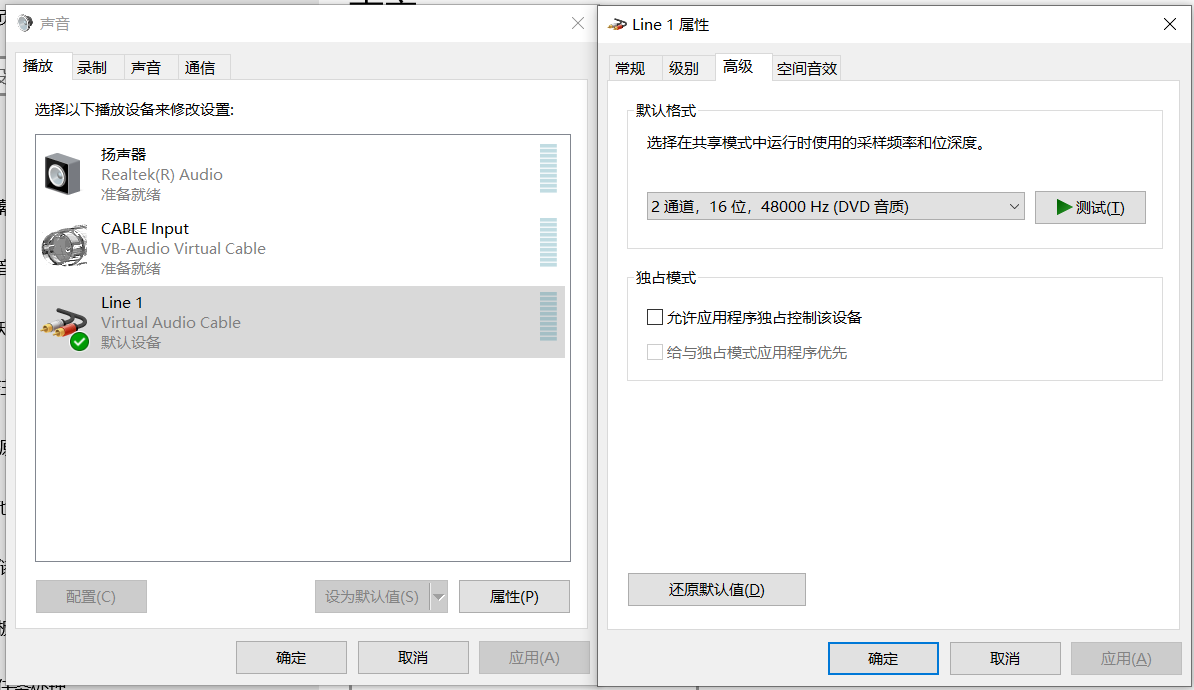 声音
播放
录制
声音
通信
选择以下播放设备来修改设置:
扬声器
Realtek(R) Audio
准备就绪
CABLE Input
VB-Audio Virtual Cable
准备就绪
Line 1
Virtual Audio Cable
默认设备
配置(C)
设为默认值(S)
属性(P)
确定
取消
应用(A)
Line 1 属性
常规
级别
高级
空间音效
默认格式
选择在共享模式中运行时使用的采样频率和位深度。
2 通道，16 位，48000 Hz (DVD 音质)
测试(T)
独占模式
允许应用程序独占控制该设备
给与独占模式应用程序优先
还原默认值(D)
确定
取消
应用(A)